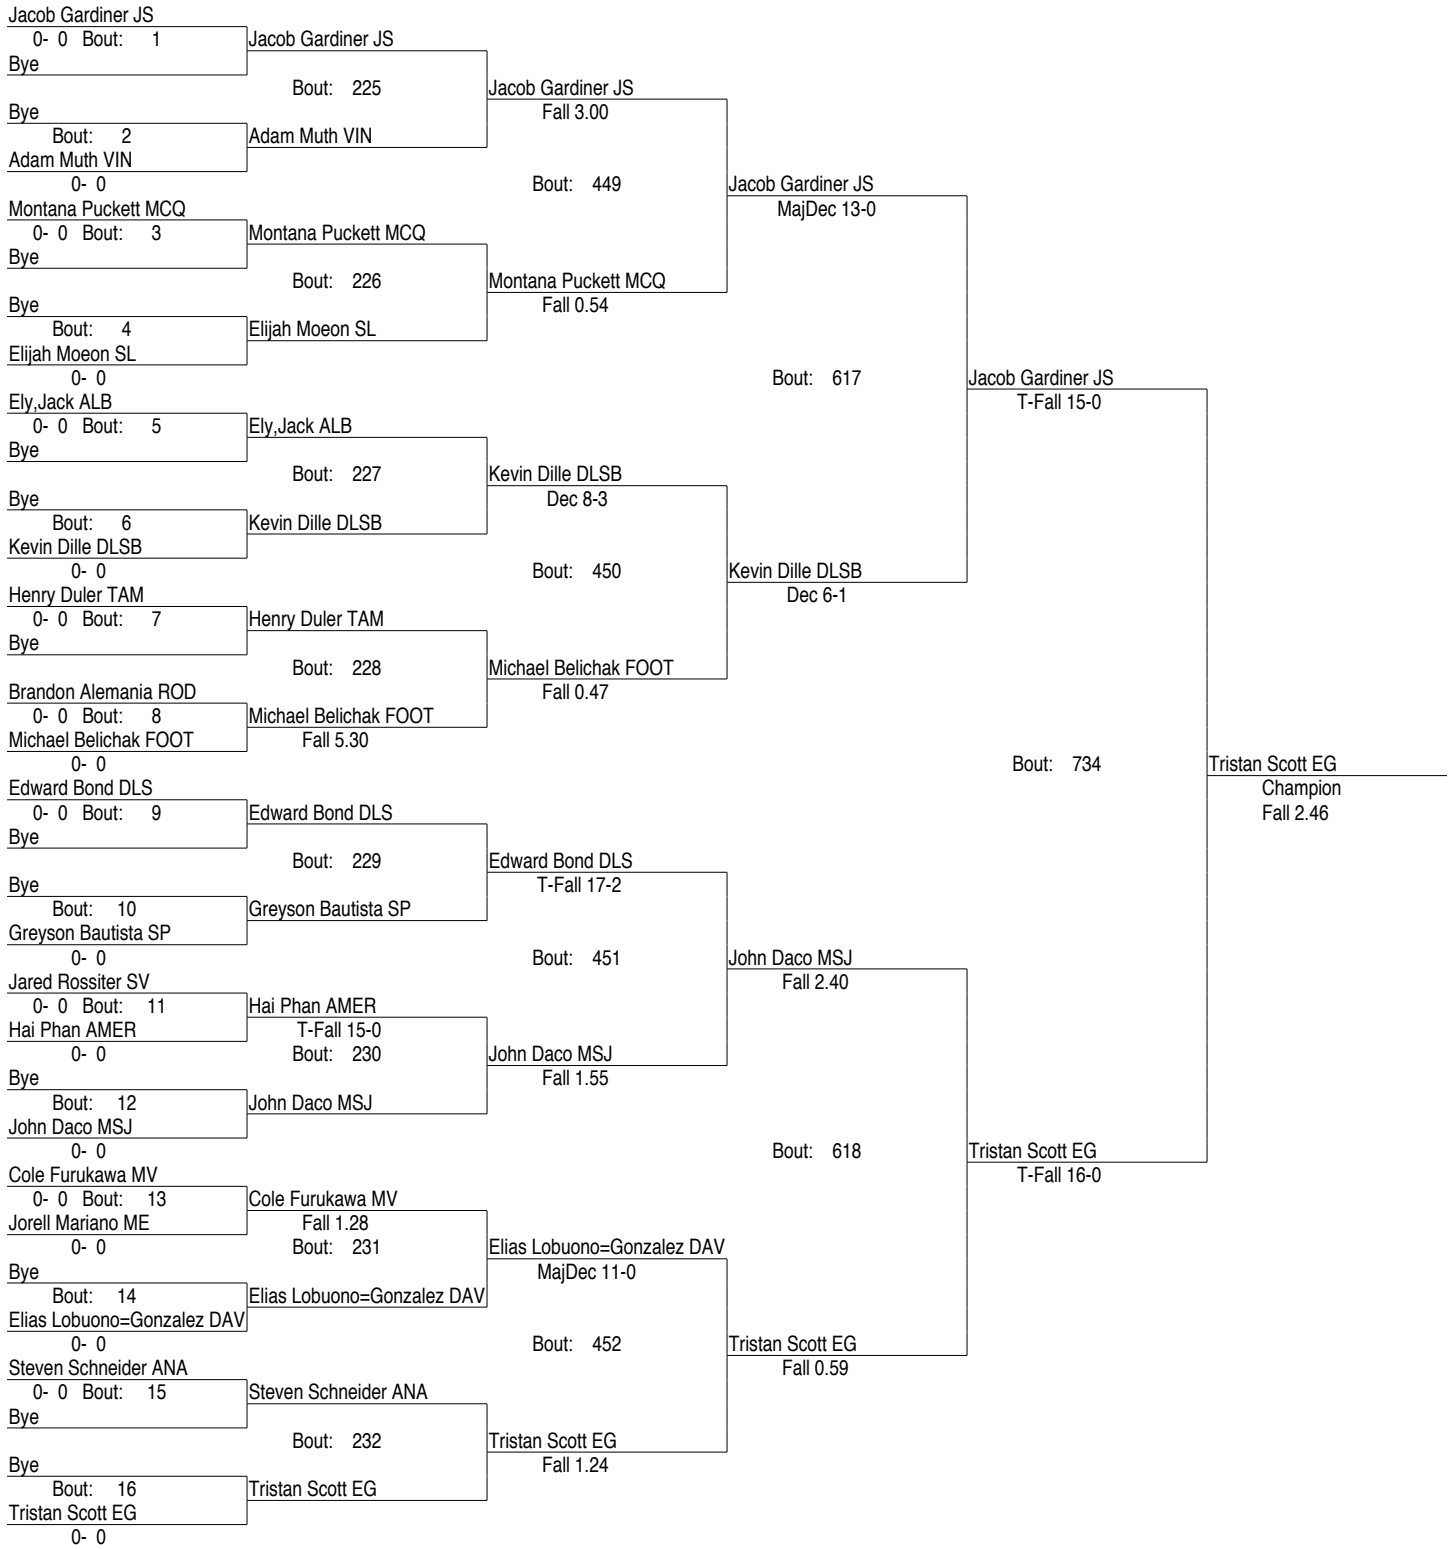 Jacob Gardiner JS
0- 0 Bout: 1 Jacob Gardiner JS
Bye
Bout: 225 Jacob Gardiner JS
Bye Fall 3.00
Bout: 2 Adam Muth VIN
Adam Muth VIN
0- 0 Bout: 449 Jacob Gardiner JS
Montana Puckett MCQ MajDec 13-0
0- 0 Bout: 3 Montana Puckett MCQ
Bye
Bout: 226 Montana Puckett MCQ
Bye Fall 0.54
Bout: 4 Elijah Moeon SL
Elijah Moeon SL
0- 0 Bout: 617 Jacob Gardiner JS
Ely,Jack ALB T-Fall 15-0
0- 0 Bout: 5 Ely,Jack ALB
Bye
Bout: 227 Kevin Dille DLSB
Bye Dec 8-3
Bout: 6 Kevin Dille DLSB
Kevin Dille DLSB
0- 0 Bout: 450 Kevin Dille DLSB
Henry Duler TAM Dec 6-1
0- 0 Bout: 7 Henry Duler TAM
Bye
Bout: 228 Michael Belichak FOOT
Brandon Alemania ROD Fall 0.47
0- 0 Bout: 8 Michael Belichak FOOT
Michael Belichak FOOT Fall 5.30
0- 0 Bout: 734 Tristan Scott EG
Edward Bond DLS Champion
0- 0 Bout: 9 Edward Bond DLS Fall 2.46
Bye
Bout: 229 Edward Bond DLS
Bye T-Fall 17-2
Bout: 10 Greyson Bautista SP
Greyson Bautista SP
0- 0 Bout: 451 John Daco MSJ
Jared Rossiter SV Fall 2.40
0- 0 Bout: 11 Hai Phan AMER
Hai Phan AMER T-Fall 15-0
0- 0 Bout: 230 John Daco MSJ
Bye Fall 1.55
Bout: 12 John Daco MSJ
John Daco MSJ
0- 0 Bout: 618 Tristan Scott EG
Cole Furukawa MV T-Fall 16-0
0- 0 Bout: 13 Cole Furukawa MV
Jorell Mariano ME Fall 1.28
0- 0 Bout: 231 Elias Lobuono=Gonzalez DAV
Bye MajDec 11-0
Bout: 14 Elias Lobuono=Gonzalez DAV
Elias Lobuono=Gonzalez DAV
0- 0 Bout: 452 Tristan Scott EG
Steven Schneider ANA Fall 0.59
0- 0 Bout: 15 Steven Schneider ANA
Bye
Bout: 232 Tristan Scott EG
Bye Fall 1.24
Bout: 16 Tristan Scott EG
Tristan Scott EG
0- 0